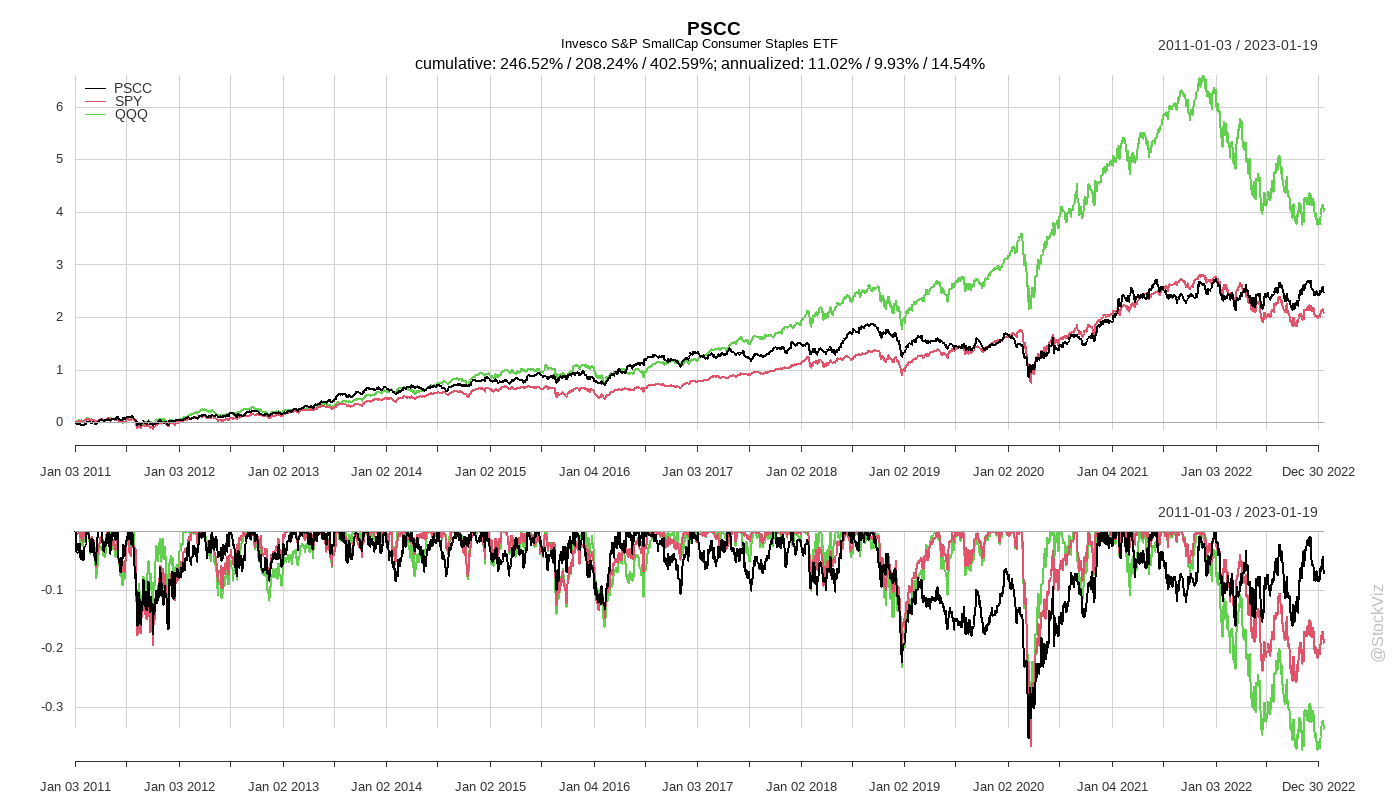 PSCC
Invesco S&P SmallCap Consumer Staples ETF
2011-01-03 / 2023-01-19
cumulative: 246.52% / 208.24% / 402.59%; annualized: 11.02% / 9.93% / 14.54%
PSCC
SPY
QQQ
6
5
4
3
2
1
0
Jan 03 2011 Jan 03 2012 Jan 02 2013 Jan 02 2014 Jan 02 2015 Jan 04 2016 Jan 03 2017 Jan 02 2018 Jan 02 2019 Jan 02 2020 Jan 04 2021 Jan 03 2022 Dec 30 2022
2011-01-03 / 2023-01-19
-0.1
-0.2
-0.3
Jan 03 2011 Jan 03 2012 Jan 02 2013 Jan 02 2014 Jan 02 2015 Jan 04 2016 Jan 03 2017 Jan 02 2018 Jan 02 2019 Jan 02 2020 Jan 04 2021 Jan 03 2022 Dec 30 2022
@StockViz